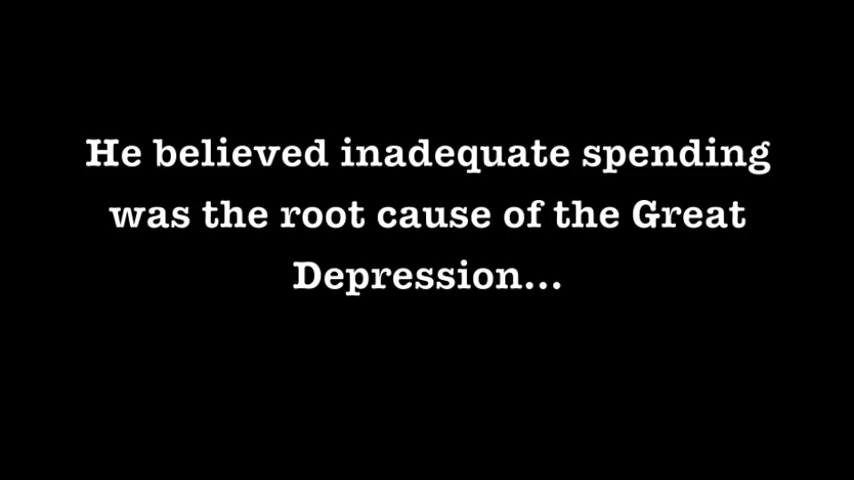 He believed inadequate spending
was the root cause of the Great
Depression...